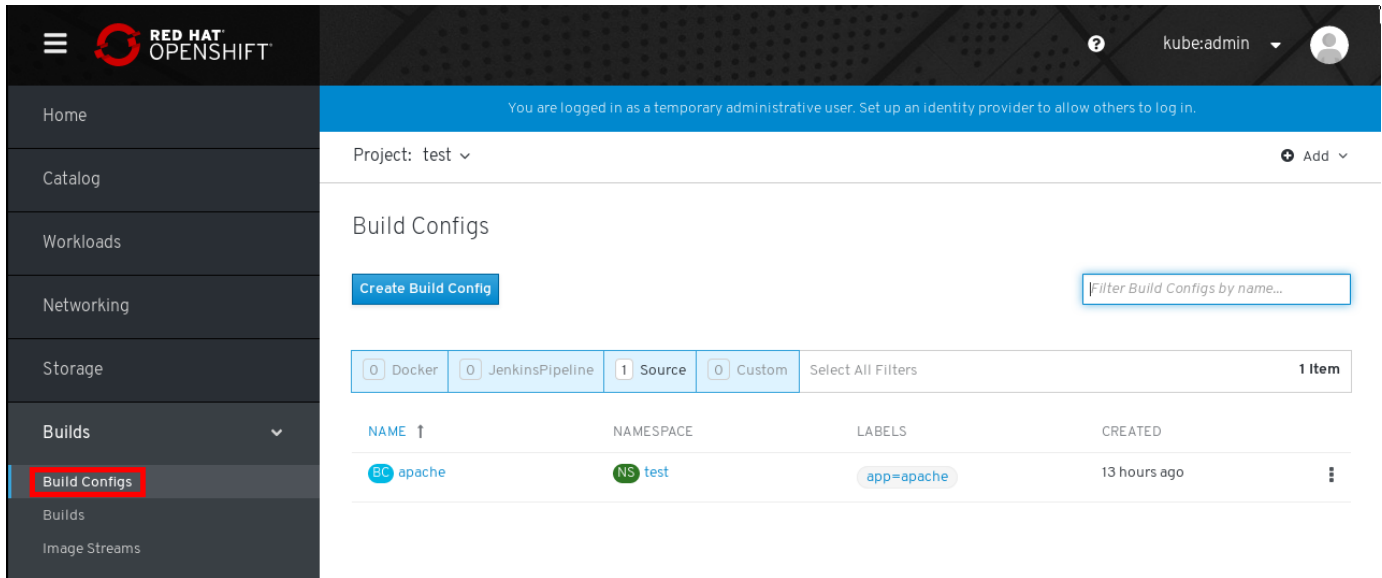 RED HAT
OPENSHIFT
kube:admin
Home
Catalog
Workloads
Networking
Storage
Builds
Build Configs
Builds
Image Streams
You are logged in as a temporary administrative user. Set up an identity provider to allow others to log in.
Project: test
Add
Build Configs
Create Build Config
Filter Build Configs by name...
0 Docker 0 JenkinsPipeline 1 Source 0 Custom Select All Filters 1 Item
NAME NAMESPACE LABELS CREATED
BC apache NS test app=apache 13 hours ago